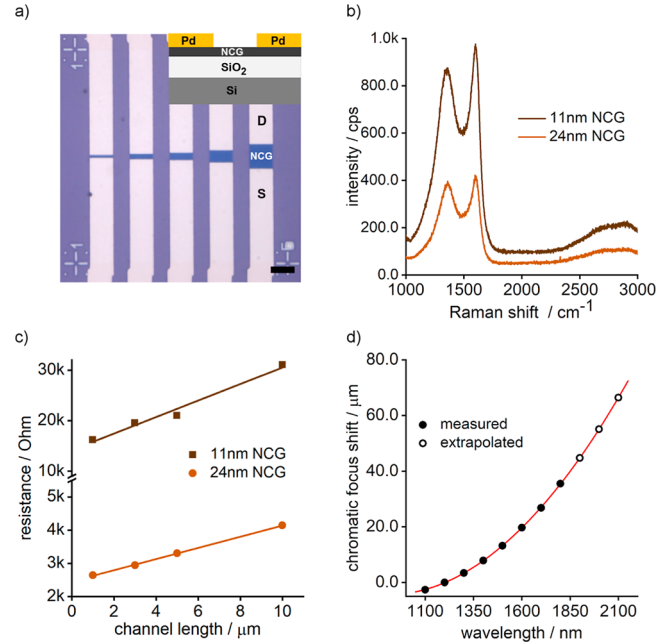 a)
Pd
Pd
NCG
SiO2
Si
D
NCG
S
b)
1.0k
800.0
600.0
400.0
200.0
0.0
intensity / cps
11nm NCG
24nm NCG
1000
1500
2000
2500
3000
Raman shift / cm-1
c)
30k
20k
10k
5k
4k
3k
2k
resistance / Ohm
11nm NCG
24nm NCG
0
2
4
6
8
10
channel length / μm
d)
80.0
60.0
40.0
20.0
0.0
chromatic focus shift / μm
measured
extrapolated
1100
1350
1600
1850
2100
wavelength / nm